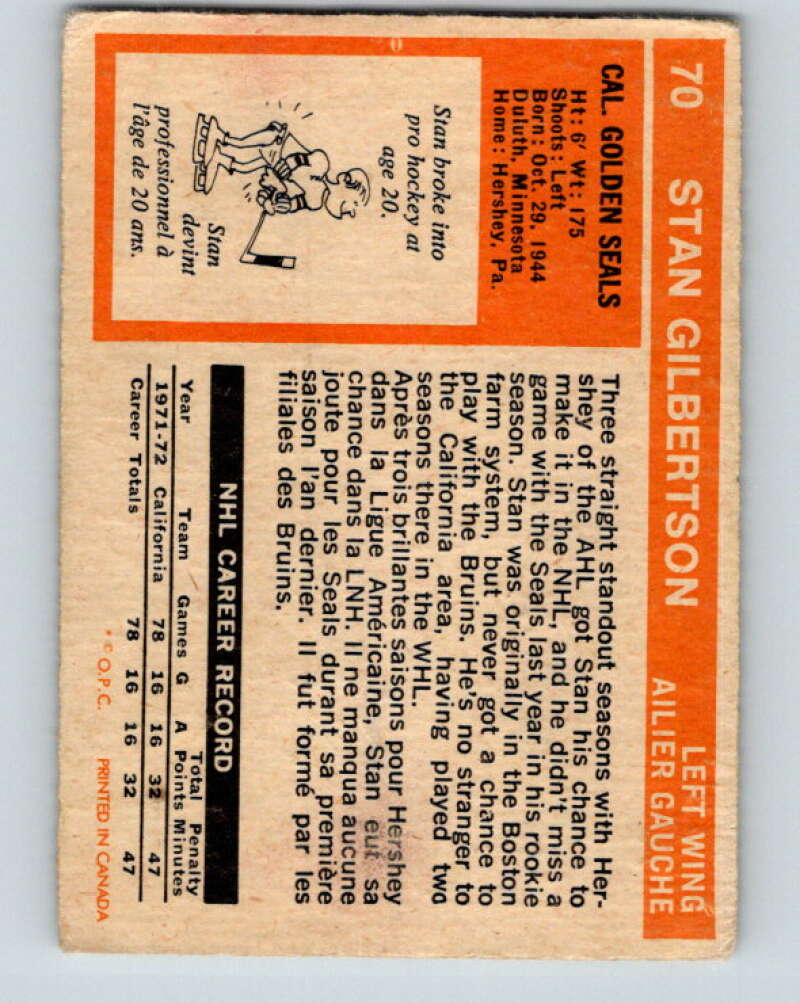 70 STAN GILBERTSON
LEFT WING
AILIER GAUCHE
CAL. GOLDEN SEALS
Ht: 6' Wt: 175
Shoots: Left
Born: Oct. 29, 1944
Duluth, Minnesota
Home: Hershey, Pa.
Stan broke into
pro hockey at
age 20.
Stan
devint
professionnel à
l'âge de 20 ans.
Three straight standout seasons with Her-
shey of the AHL got Stan his chance to
make it in the NHL, and he didn't miss a
game with the Seals last year in his rookie
season. Stan was originally in the Boston
farm system, but never got a chance to
play with the Bruins. He's no stranger to
the California area, having played two
seasons there in the WHL.
Après trois brillantes saisons pour Hershey
dans la Ligue Américaine, Stan eut sa
chance dans la LNH. Il ne manqua aucune
joute pour les Seals durant sa première
saison l'an dernier. Il fut formé par les
filiales des Bruins.
NHL CAREER RECORD
Total Penalty
Year Team Games G A Points Minutes
1971-72 California 78 16 16 32 47
Career Totals 78 16 16 32 47
* © O.P.C. PRINTED IN CANADA